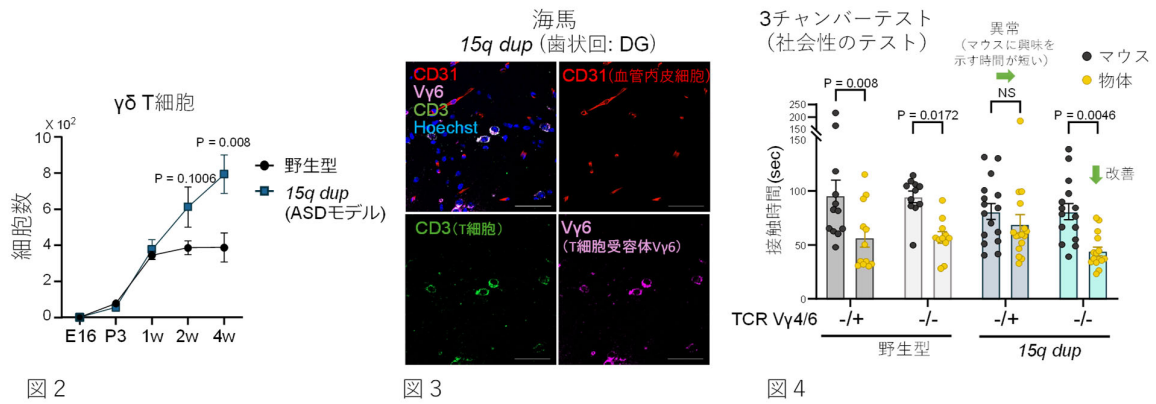 γδ T細胞
X 10²
10
8
6
4
2
0
細胞数
E16 P3 1w 2w 4w
P = 0.1006
P = 0.008
野生型
15q dup
(ASDモデル)
図2
海馬
15q dup (歯状回: DG)
CD31
Vγ6
CD3
Hoechst
CD31(血管内皮細胞)
CD3(T細胞)
Vγ6
(T細胞受容体Vγ6)
図3
3チャンバーテスト
(社会性のテスト)
異常
(マウスに興味を
示す時間が短い)
マウス
物体
P = 0.008
P = 0.0172
NS
P = 0.0046
改善
250
200
150
150
100
50
0
接触時間(sec)
TCR Vγ4/6 -/+ -/- -/+ -/-
野生型 15q dup
図4